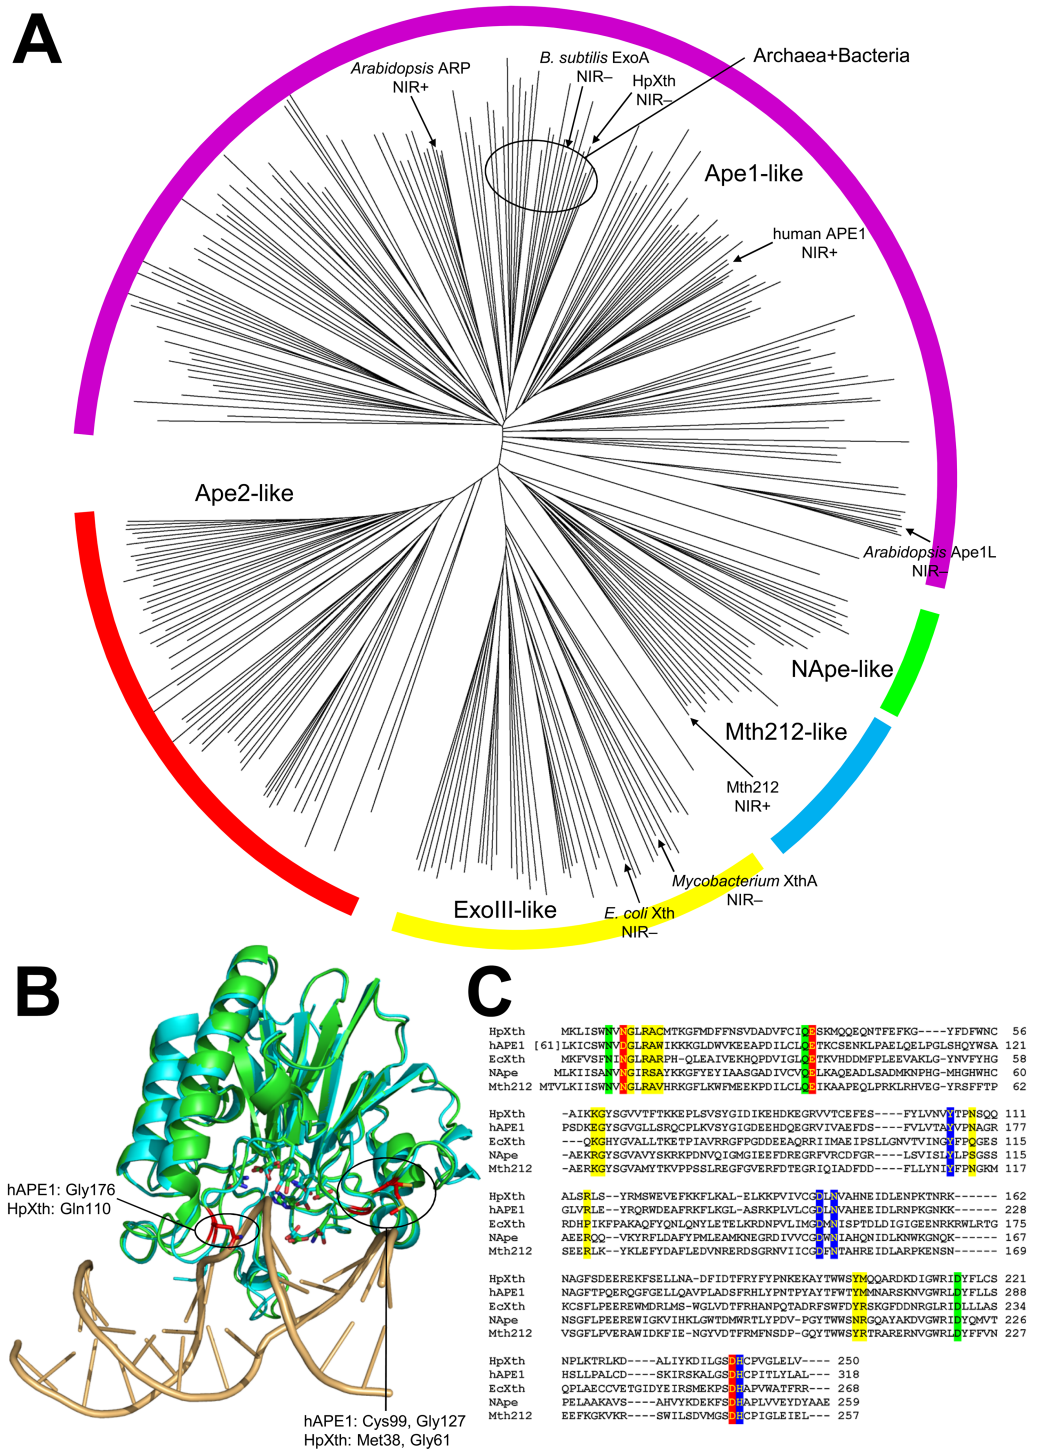 A
Arabidopsis ARP
NIR+
B. subtilis ExoA
NIR–
HpXth
NIR–
Archaea+Bacteria
Ape1-like
human APE1
NIR+
Ape2-like
Arabidopsis Ape1L
NIR–
NApe-like
Mth212-like
Mth212
NIR+
Mycobacterium XthA
NIR–
ExoIII-like
E. coli Xth
NIR–
B
hAPE1: Gly176
HpXth: Gln110
hAPE1: Cys99, Gly127
HpXth: Met38, Gly61
C
HpXth MKLISWNVNGLRACMTKGFMDFFNSVDADVFCIQESKMQQEQNTFEFKG----YFDFWNC 56
hAPE1 [61]LKICSWNVDGLRAWIKKKGLDWVKEEAPDILCLQETKCSENKLPAELQELPGLSHQYWSA 121
EcXth MKFVSFNINGLRARPH-QLEAIVEKHQPDVIGLQETKVHDDMFPLEEVAKLG-YNVFYHG 58
NApe MLKIISANVNGIRSAYKKGFYEYIAASGADIVCVQELKAQEADLSADMKNPHG-MHGHWHC 60
Mth212 MTVLKIISWNVNGLRAVHRKGFLKWFMEEKPDILCLQEIKAAPEQLPRKLRHVEG-YRSFFTP 62
HpXth -AIKKGYSGVVTFTKKEPLSVSYGIDIKEHDKEGRVVTCEFES----FYLVNVYTPNSQQ 111
hAPE1 PSDKKGYSGVGLLSRQCPLKVSYGIGDEEHDQEGRVIVAEFDS----FVLVTAYVPNAGR 177
EcXth ---QKGHYGVALLTKETPIAVRRGFPGDDEEAQRRIIMAEIPSLLGNVTVINGYFPQGES 115
NApe -AEKRGYSGVAVYSKRKPDNVQIGMGISEFDREGRFVRCDFGR----LSVISLYLPSGSS 115
Mth212 -AERKGYSGVAMYTKVPPSSLREGFGVERFDTEGRIQIADFDD----FLLYNIYFPNGKM 117
HpXth ALSRLS--YRMSWEVEFKKFLKAL-ELKKPVIVCGDLNVAHNEIDLENPKTNRK------ 162
hAPE1 GLVRLE--YRQRWDEAFRKFLKGL-ASRKPLVLCGDLNVAHEEIDLRNPKGNKK------ 228
EcXth RDHPIKFPAKAQFYQNLQNYLETELKRDNPVLIMGDMNISPTDLDIGIGEENRKRWLRTG 175
NApe AEERQQ--VKYRFLDAFYPMLEAMKNEGRDIVVCGDWNIAHQNIDLKNWKGNQK------ 167
Mth212 SEERLK--YKLEFYDAFLEDVNRERDSGRNVIICGDFNTAHREIDLARPKENSN------ 169
HpXth NAGFSDEEREKFSELLNA-DFIDTFRYFYPNKEKAYTWWSYMQQARDKDIGWRIDYFLCS 221
hAPE1 NAGFTPQERQGFGELLQAVPLADSFRHLYPNTPYAYTFWTYMMNARSKNVGWRLDYFLLS 288
EcXth KCSFLPEEREWMDRLMS-WGLVDTFRHANPQTADRFSWFDYRSKGFDDNRGLRIDLLLAS 234
NApe NSGFLPEEREWIGKVIHKLGWTDMWRTLYPDV-PGYTWWSNRGQAYAKDVGWRIDYQMVT 226
Mth212 VSGFLPVERAWIDKFIE-NGYVDTFRMFNSDP-GQYTWWSYRTRARERNVGWRLDYFFVN 227
HpXth NPLKTRLKD----ALIYKDILGSDHCPVGLELV---- 250
hAPE1 HSLLPALCD----SKIRSKALGSDHCPITLYLAL--- 318
EcXth QPLAECCVETGIDYEIRSMEKPSDHAPVWATFRR--- 268
NApe PELAAKAVS----AHVYKDEKFSDHAPLVVEYDYAAE 259
Mth212 EEFKGKVKR----SWILSDVMGSDHCPIGLEIEL--- 257